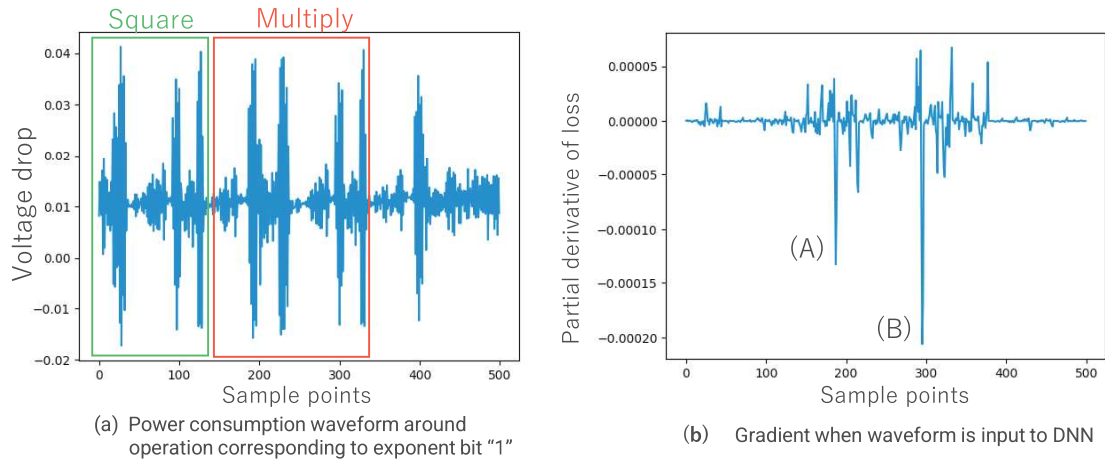 Square
Multiply
0.04
0.03
0.02
0.01
0.00
−0.01
−0.02
Voltage drop
0
100
200
300
400
500
Sample points
(a) Power consumption waveform around
operation corresponding to exponent bit “1”
0.00005
0.00000
−0.00005
−0.00010
−0.00015
−0.00020
Partial derivative of loss
(A)
(B)
0
100
200
300
400
500
Sample points
(b) Gradient when waveform is input to DNN